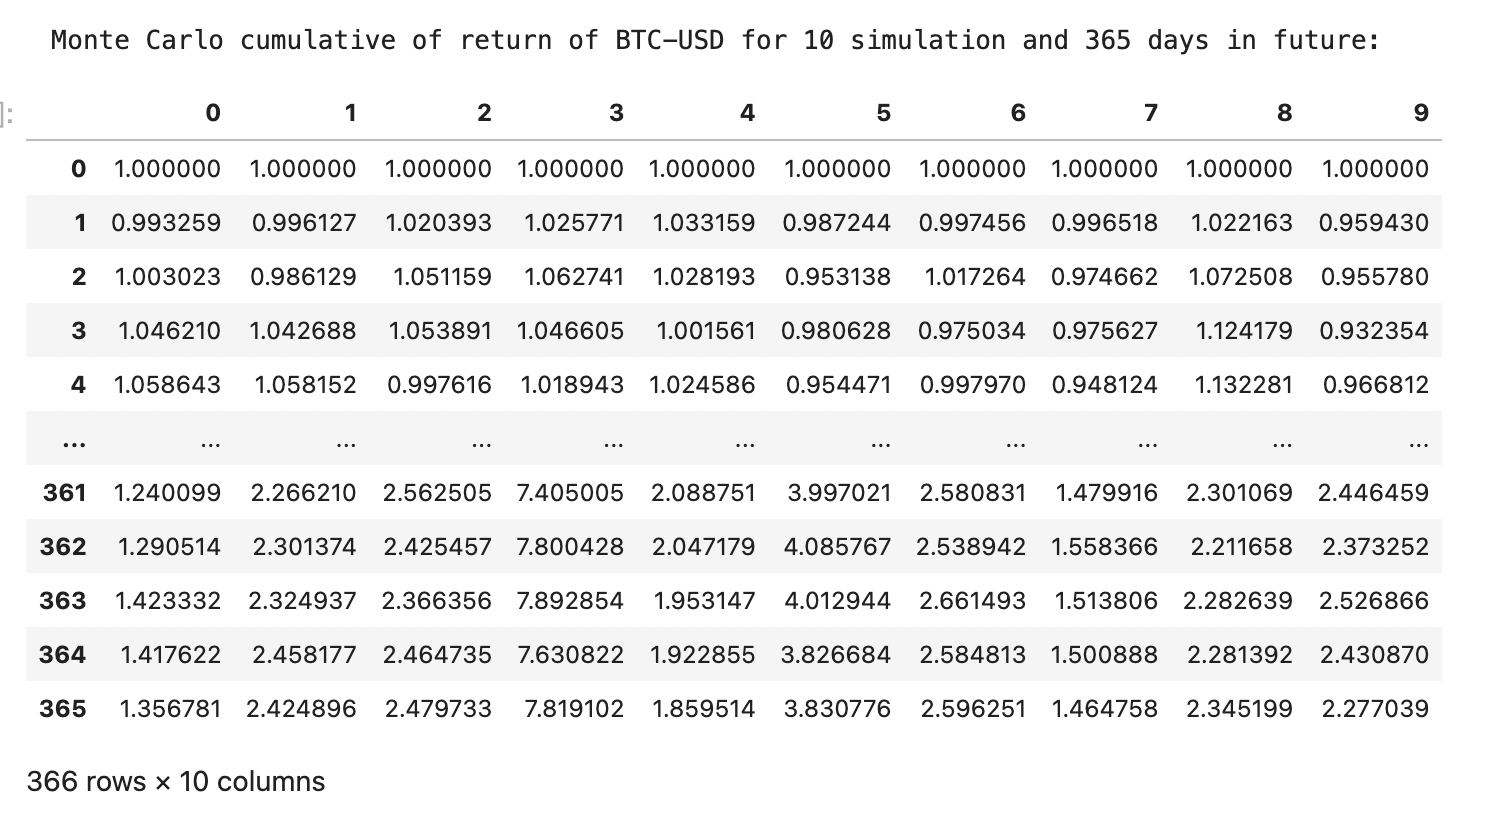 Monte Carlo cumulative of return of BTC-USD for 10 simulation and 365 days in future:
]:
0 1 2 3 4 5 6 7 8 9
0 1.000000 1.000000 1.000000 1.000000 1.000000 1.000000 1.000000 1.000000 1.000000 1.000000
1 0.993259 0.996127 1.020393 1.025771 1.033159 0.987244 0.997456 0.996518 1.022163 0.959430
2 1.003023 0.986129 1.051159 1.062741 1.028193 0.953138 1.017264 0.974662 1.072508 0.955780
3 1.046210 1.042688 1.053891 1.046605 1.001561 0.980628 0.975034 0.975627 1.124179 0.932354
4 1.058643 1.058152 0.997616 1.018943 1.024586 0.954471 0.997970 0.948124 1.132281 0.966812
... ... ... ... ... ... ... ... ... ... ...
361 1.240099 2.266210 2.562505 7.405005 2.088751 3.997021 2.580831 1.479916 2.301069 2.446459
362 1.290514 2.301374 2.425457 7.800428 2.047179 4.085767 2.538942 1.558366 2.211658 2.373252
363 1.423332 2.324937 2.366356 7.892854 1.953147 4.012944 2.661493 1.513806 2.282639 2.526866
364 1.417622 2.458177 2.464735 7.630822 1.922855 3.826684 2.584813 1.500888 2.281392 2.430870
365 1.356781 2.424896 2.479733 7.819102 1.859514 3.830776 2.596251 1.464758 2.345199 2.277039
366 rows × 10 columns